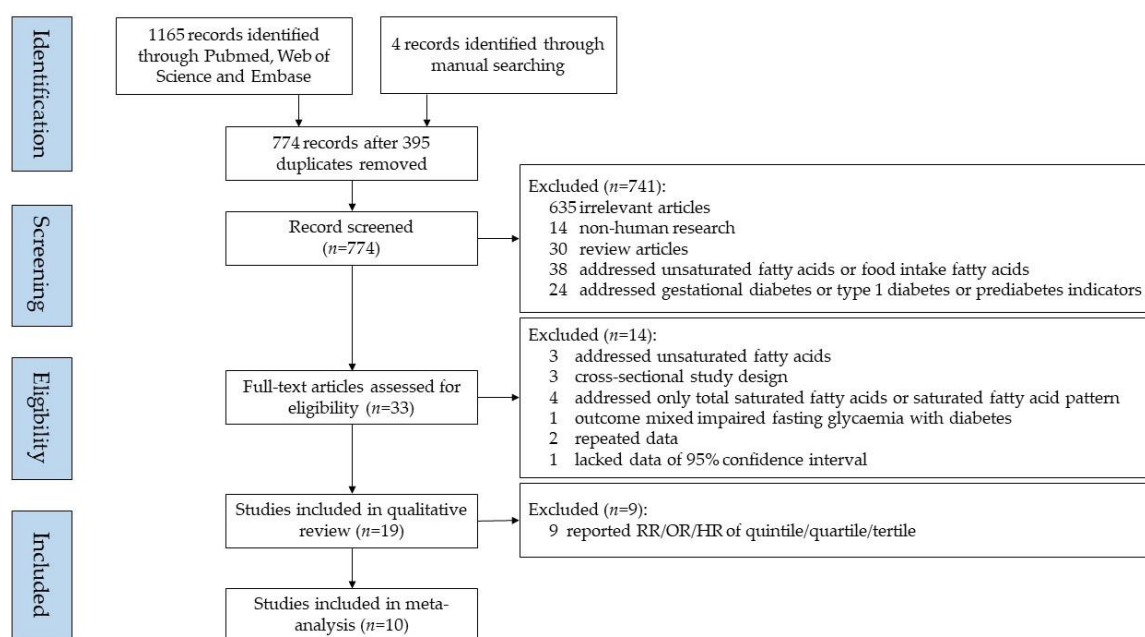 Identification
1165 records identified
through Pubmed, Web of
Science and Embase
4 records identified through
manual searching
774 records after 395
duplicates removed
Screening
Record screened
(n=774)
Excluded (n=741):
635 irrelevant articles
14 non-human research
30 review articles
38 addressed unsaturated fatty acids or food intake fatty acids
24 addressed gestational diabetes or type 1 diabetes or prediabetes indicators
Eligibility
Full-text articles assessed for
eligibility (n=33)
Excluded (n=14):
3 addressed unsaturated fatty acids
3 cross-sectional study design
4 addressed only total saturated fatty acids or saturated fatty acid pattern
1 outcome mixed impaired fasting glycaemia with diabetes
2 repeated data
1 lacked data of 95% confidence interval
Included
Studies included in qualitative
review (n=19)
Excluded (n=9):
9 reported RR/OR/HR of quintile/quartile/tertile
Studies included in meta-
analysis (n=10)